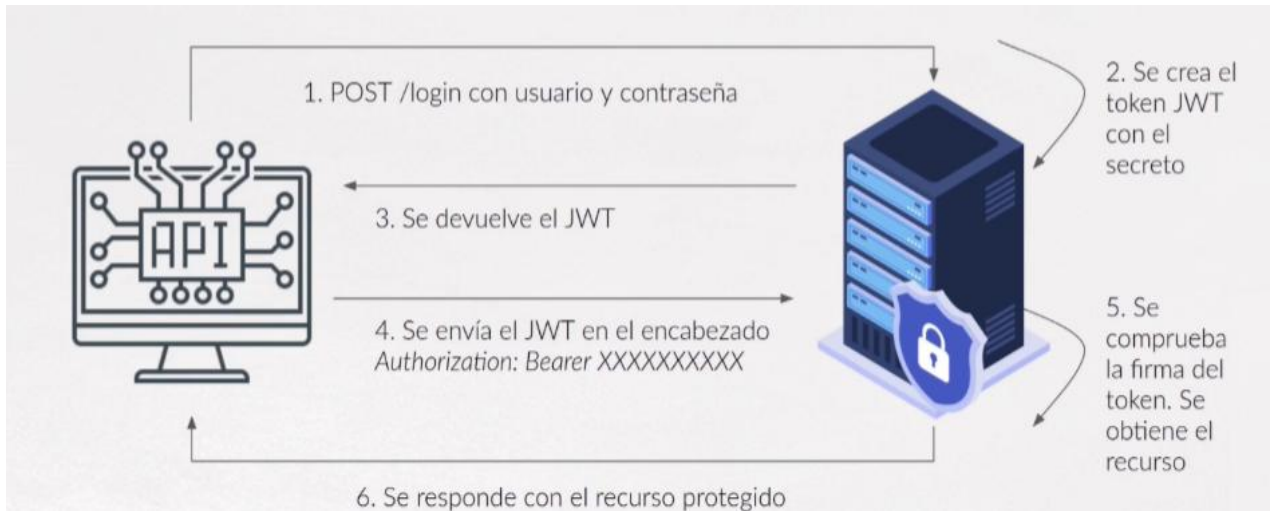 1. POST /login con usuario y contraseña
2. Se crea el
token JWT
con el
secreto
API
3. Se devuelve el JWT
4. Se envía el JWT en el encabezado
Authorization: Bearer XXXXXXXXXX
5. Se
comprueba
la firma del
token. Se
obtiene el
recurso
6. Se responde con el recurso protegido